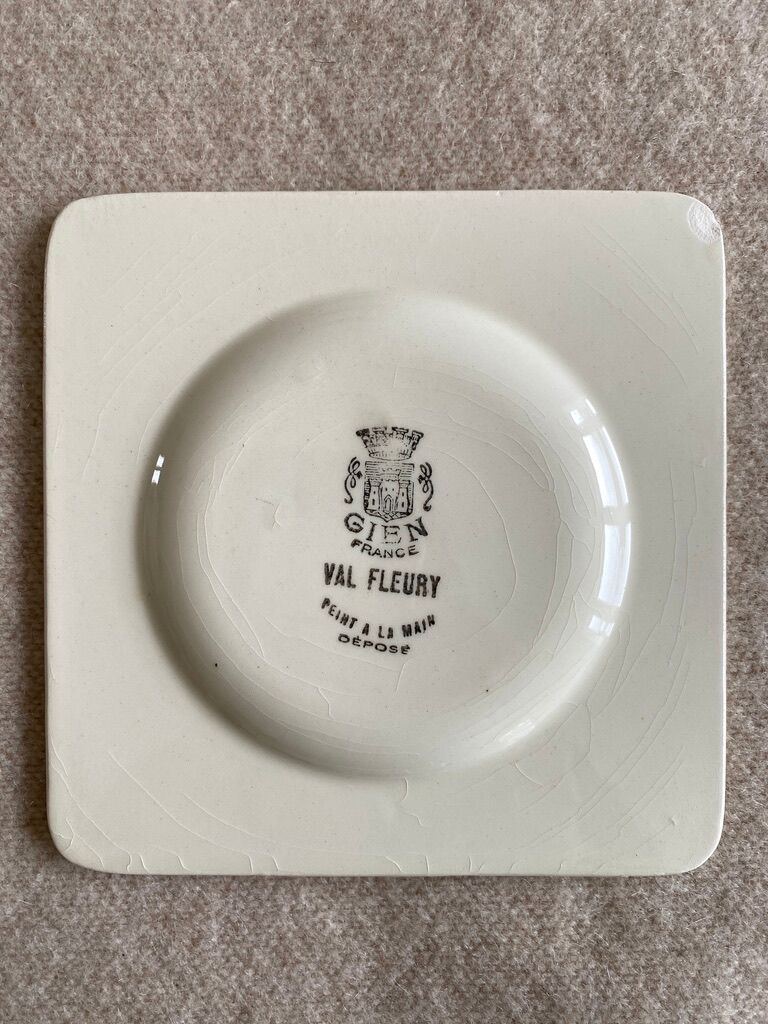 GIEN
FRANCE
VAL FLEURY
PEINT A LA MAIN
DÉPOSÉ